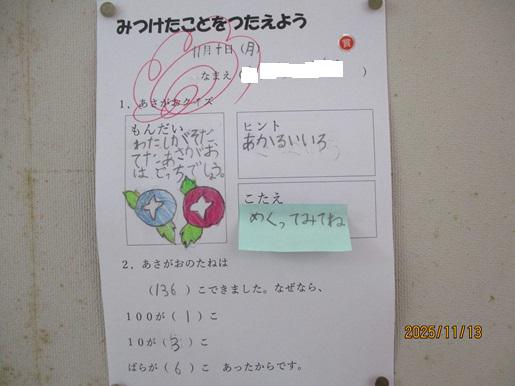 みつけたことをつたえよう
11月十日(月)
賞
なまえ(　　　)
1．あさがおクイズ
もんだい
わたしがそだ
てたあさがお
はどっちでしょう。
ヒント
あかるいいろ
こたえ
めくってみてね
2．あさがおのたねは
(136)こできました。なぜなら、
100が(1)こ
10が(3)こ
ばらが(6)こ　あったからです。
2025/11/13